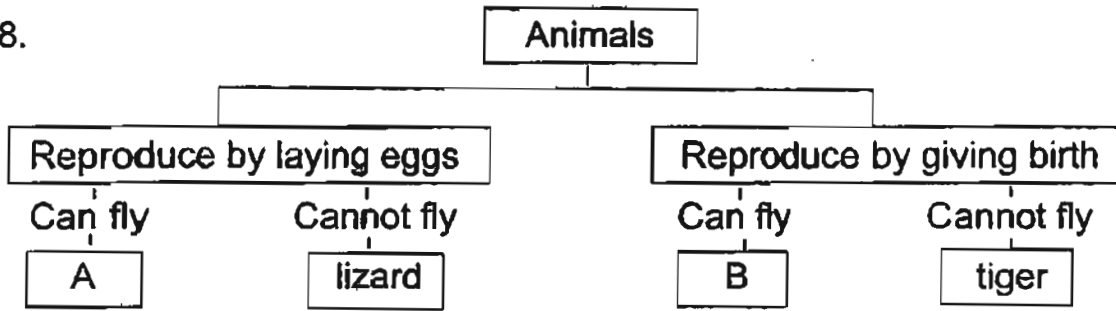 8.
Animals
Reproduce by laying eggs Reproduce by giving birth
Can fly Cannot fly Can fly Cannot fly
A lizard B tiger